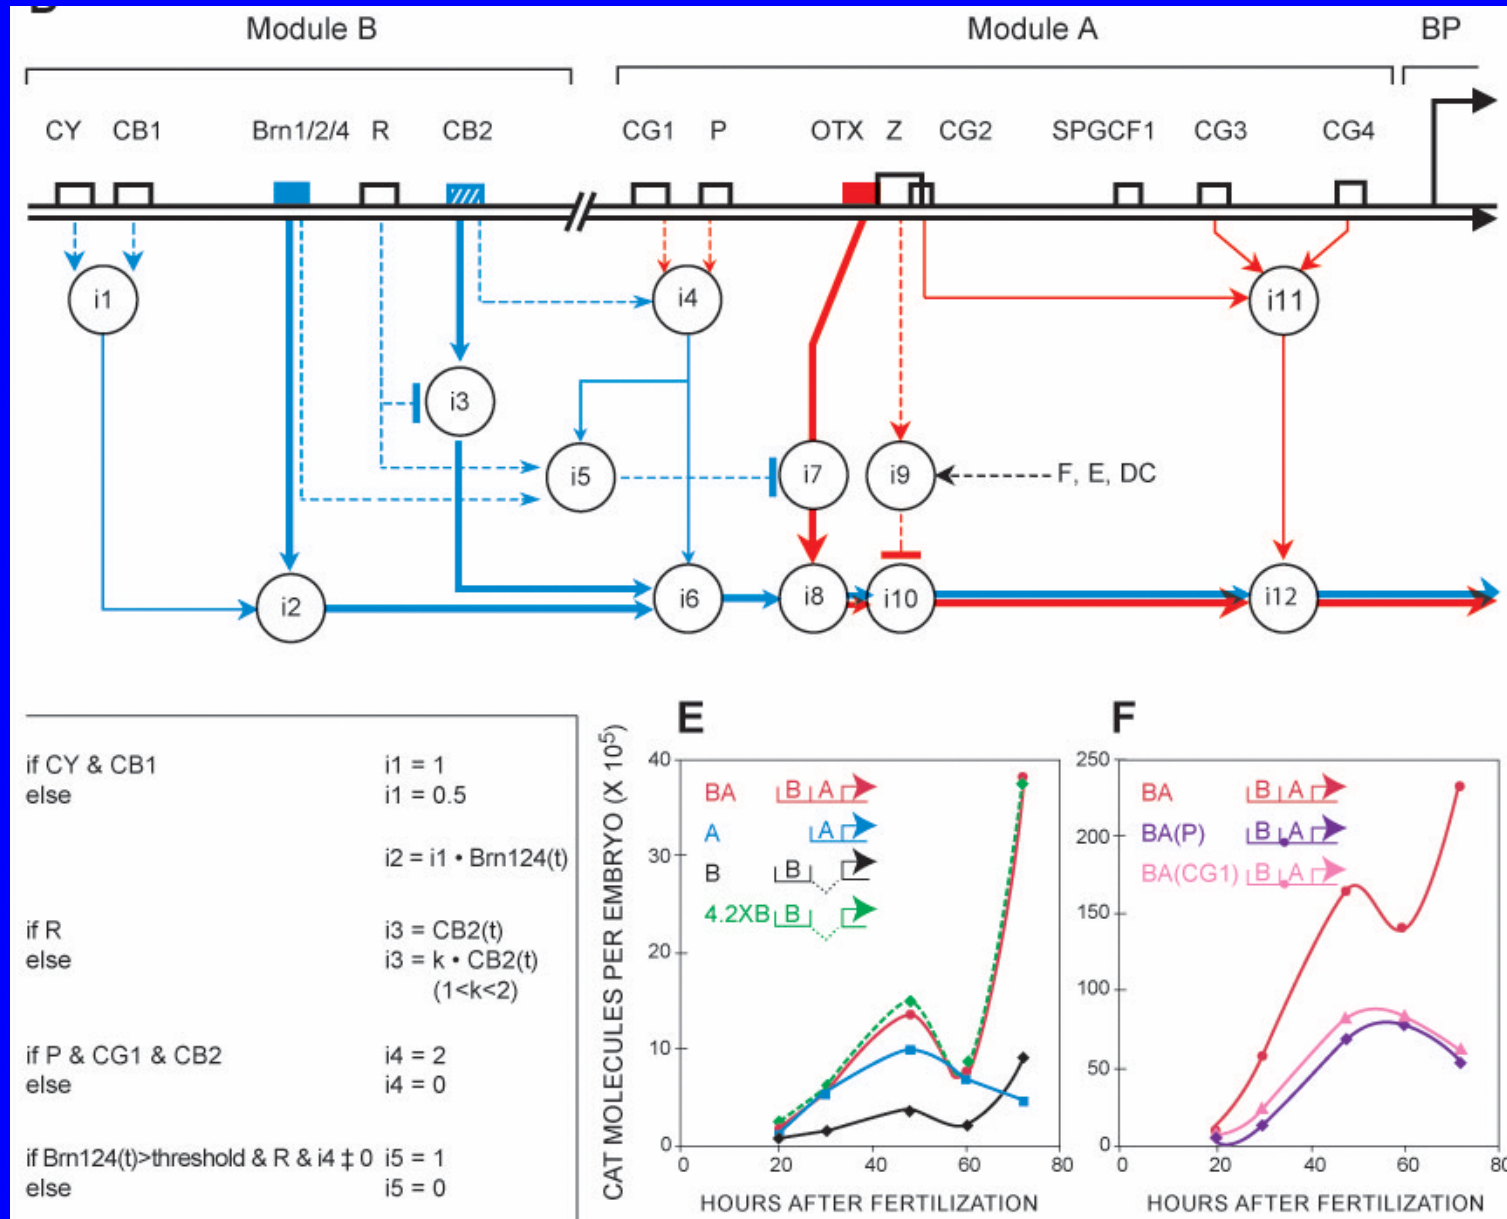 Module B Module A BP
CY CB1 Brn1/2/4 R CB2 CG1 P OTX Z CG2 SPGCF1 CG3 CG4
i1 i4 i11
i3
i5 i7 i9 F, E, DC
i2 i6 i8 i10 i12
if CY & CB1 i1 = 1
else i1 = 0.5
i2 = i1 • Brn124(t)
if R i3 = CB2(t)
else i3 = k • CB2(t)
(1<k<2)
if P & CG1 & CB2 i4 = 2
else i4 = 0
if Brn124(t)>threshold & R & i4 ‡ 0 i5 = 1
else i5 = 0
E
CAT MOLECULES PER EMBRYO (X 10⁵)
40
30
20
10
0
BA B A
A A
B B
4.2XB B
0 20 40 60 80
HOURS AFTER FERTILIZATION
F
250
200
150
100
50
0
BA B A
BA(P) B A
BA(CG1) B A
0 20 40 60
HOURS AFTER FERTILIZATION